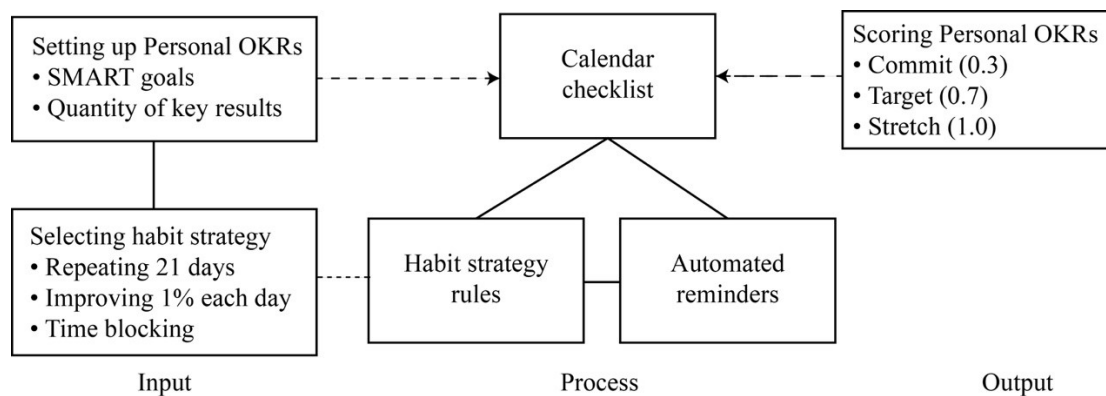 Setting up Personal OKRs
• SMART goals
• Quantity of key results
Calendar
checklist
Scoring Personal OKRs
• Commit (0.3)
• Target (0.7)
• Stretch (1.0)
Selecting habit strategy
• Repeating 21 days
• Improving 1% each day
• Time blocking
Habit strategy
rules
Automated
reminders
Input
Process
Output